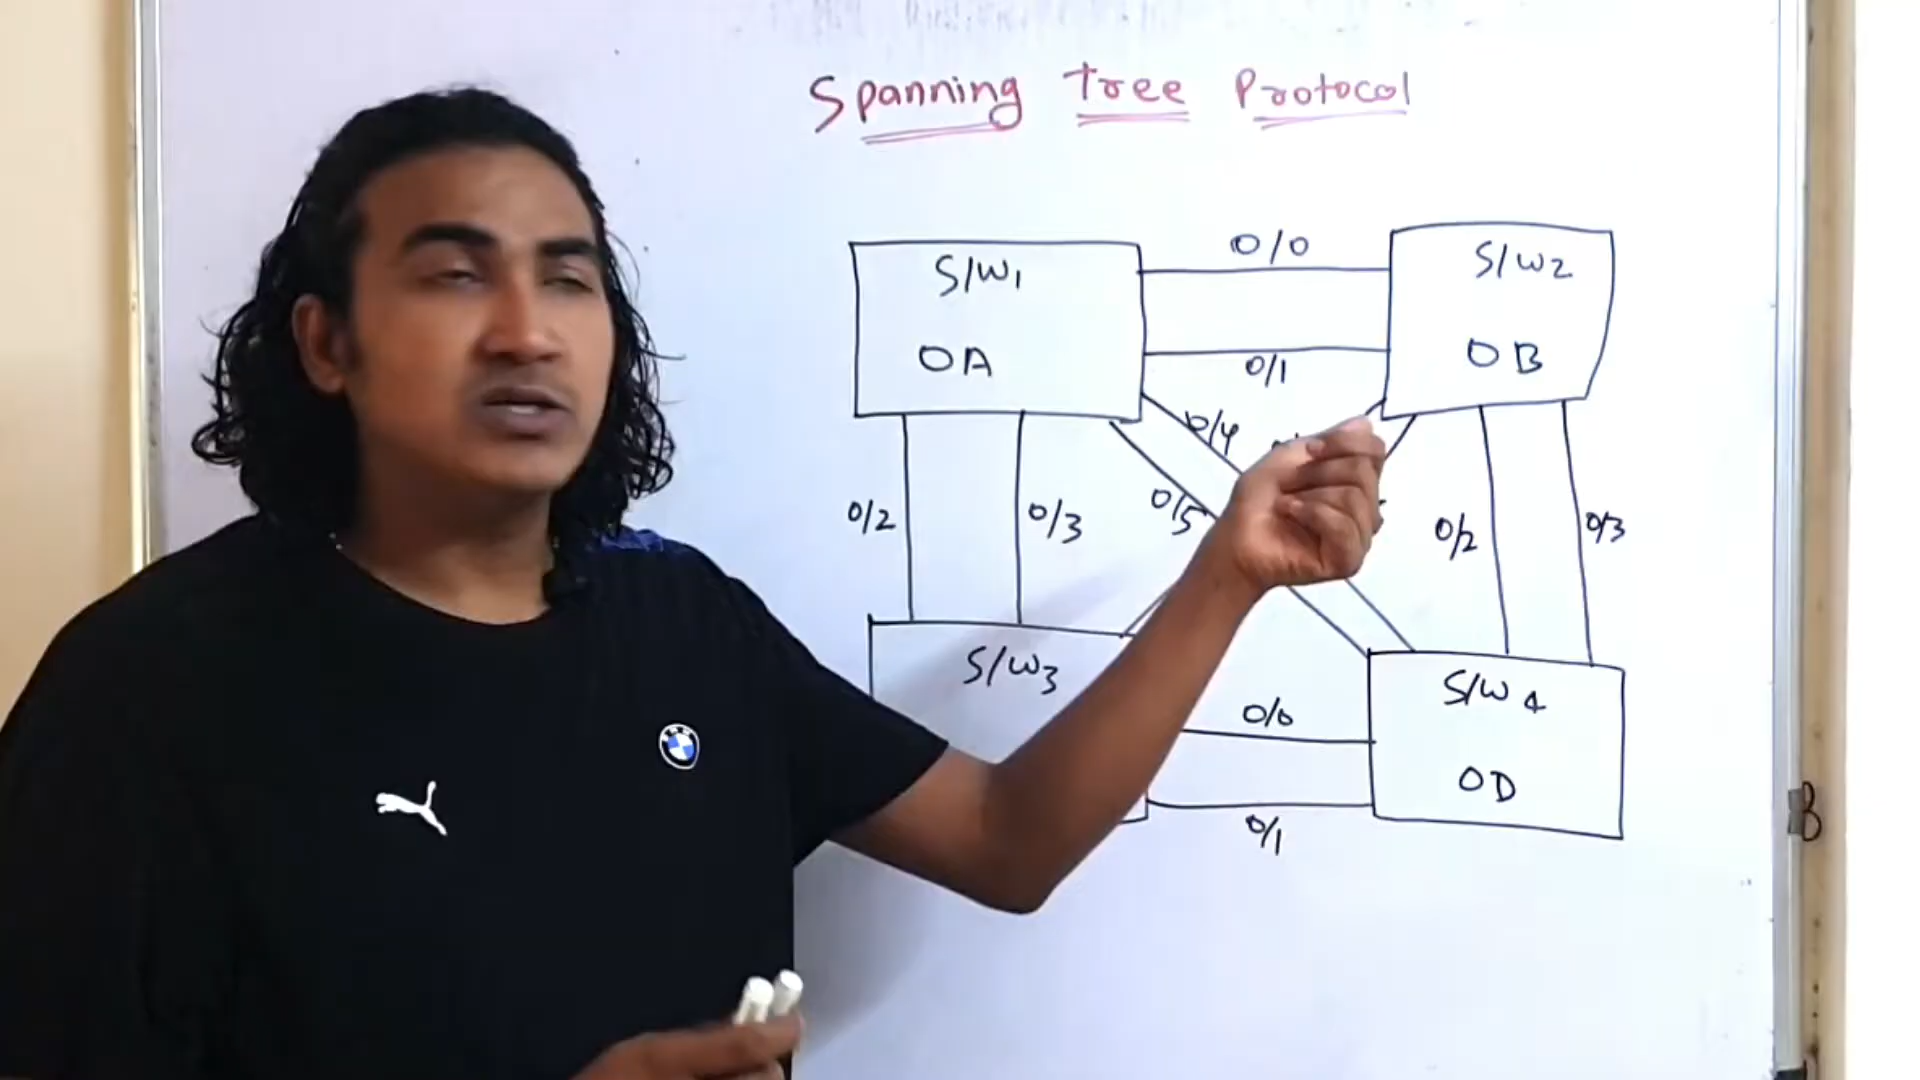 Spanning Tree Protocol
S/W1
0A
0/0
0/1
S/W2
0B
0/4
0/5
0/2
0/3
0/2
0/3
S/W3
0/0
0/1
S/W4
0D
B